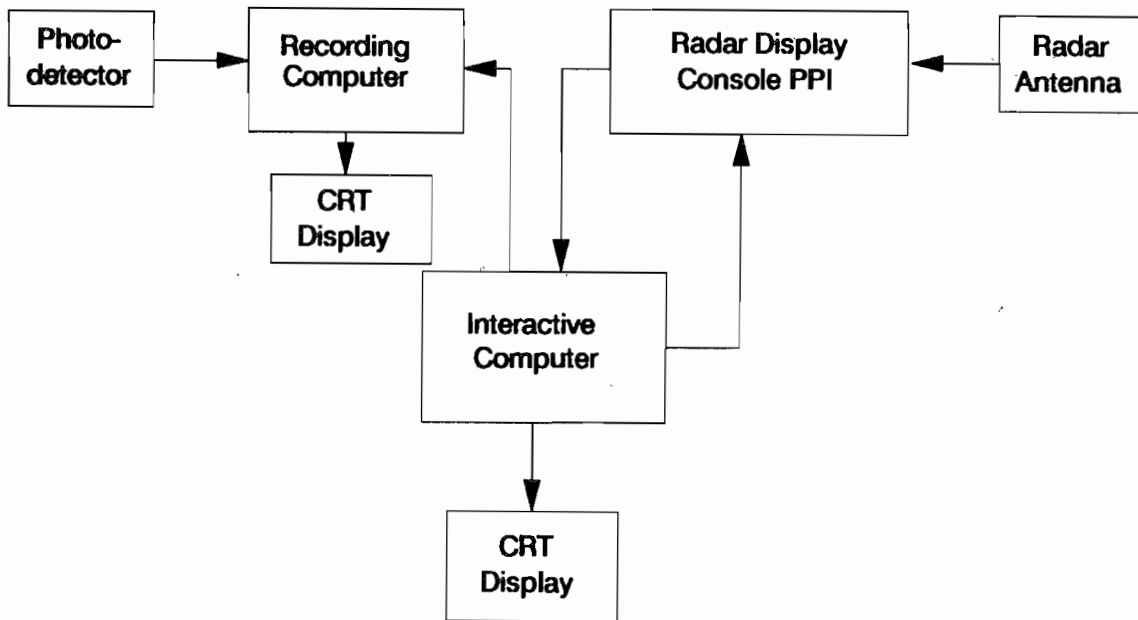 Photo-
detector
Recording
Computer
Radar Display
Console PPI
Radar
Antenna
CRT
Display
Interactive
Computer
CRT
Display